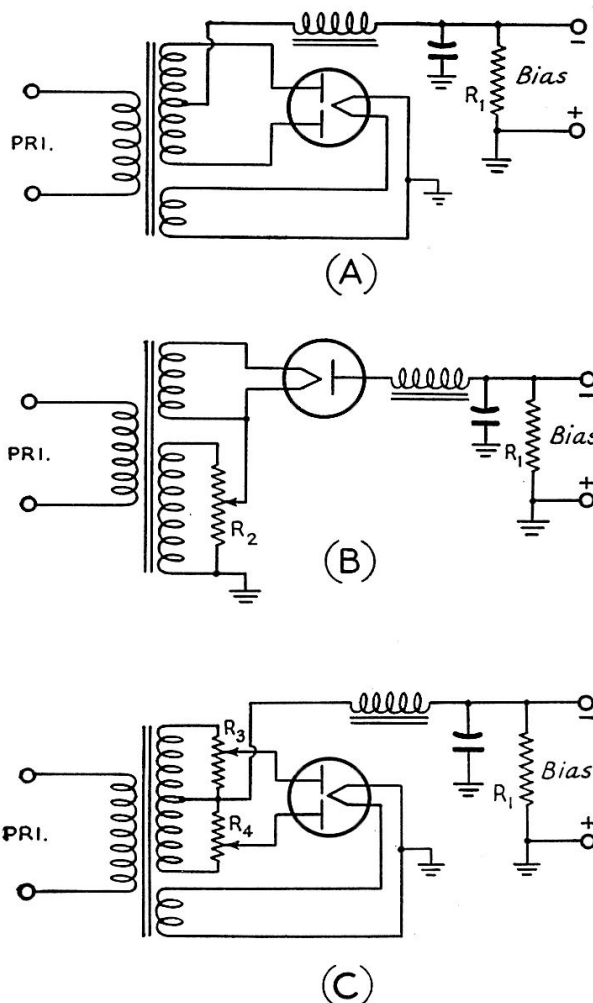 −
PRI.
R1
Bias
+
(A)
−
PRI.
R2
R1
Bias
+
(B)
−
R3
PRI.
R4
R1
Bias
+
(C)